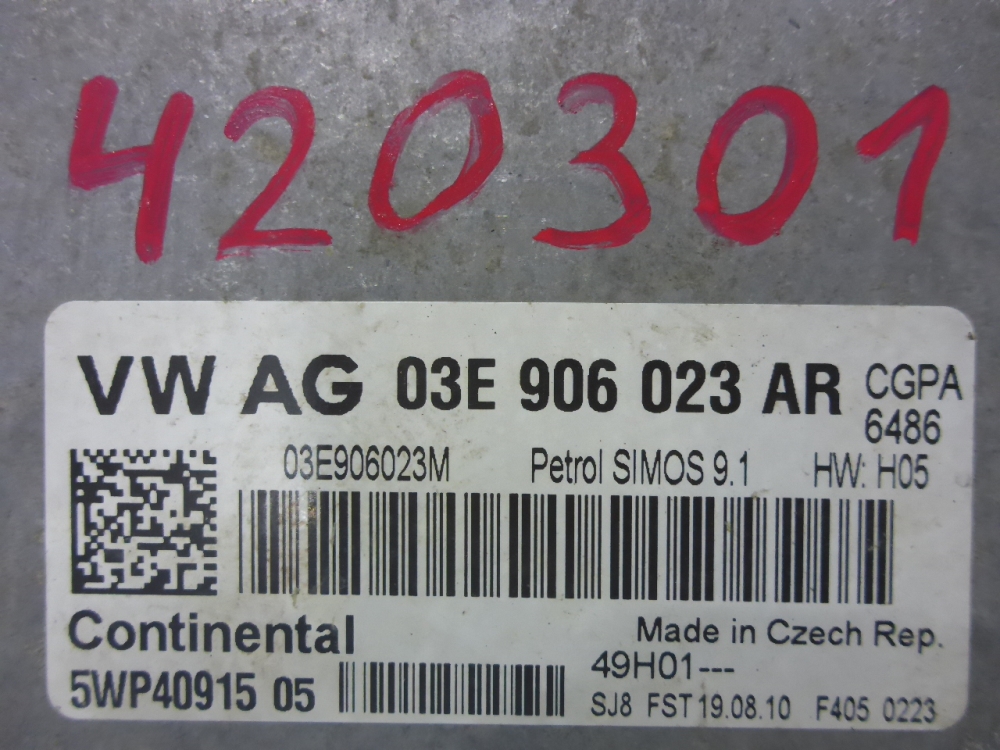 420301
VW AG 03E 906 023 AR CGPA
6486
03E906023M Petrol SIMOS 9.1 HW: H05
Continental Made in Czech Rep.
49H01---
5WP40915 05 SJ8 FST 19.08.10 F405 0223